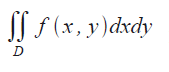 ∬ f (x, y)dxdy
D